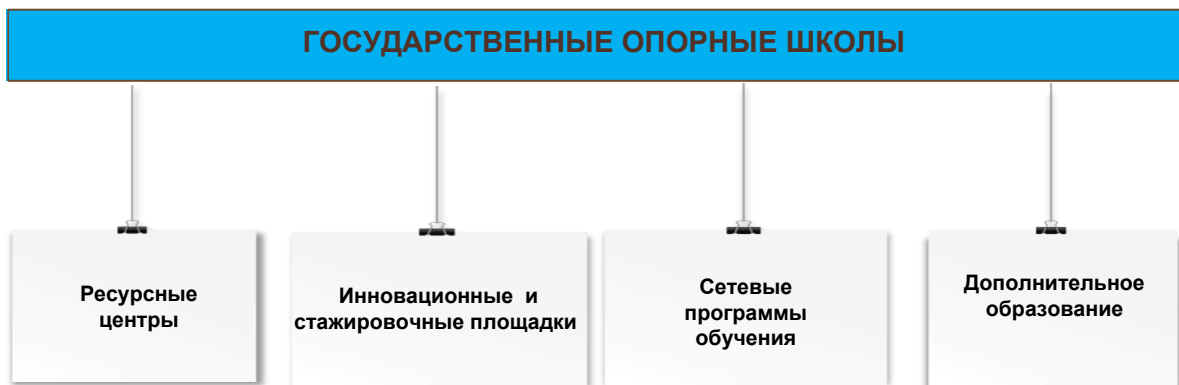 ГОСУДАРСТВЕННЫЕ ОПОРНЫЕ ШКОЛЫ
Ресурсные
центры
Инновационные и
стажировочные площадки
Сетевые
программы
обучения
Дополнительное
образование